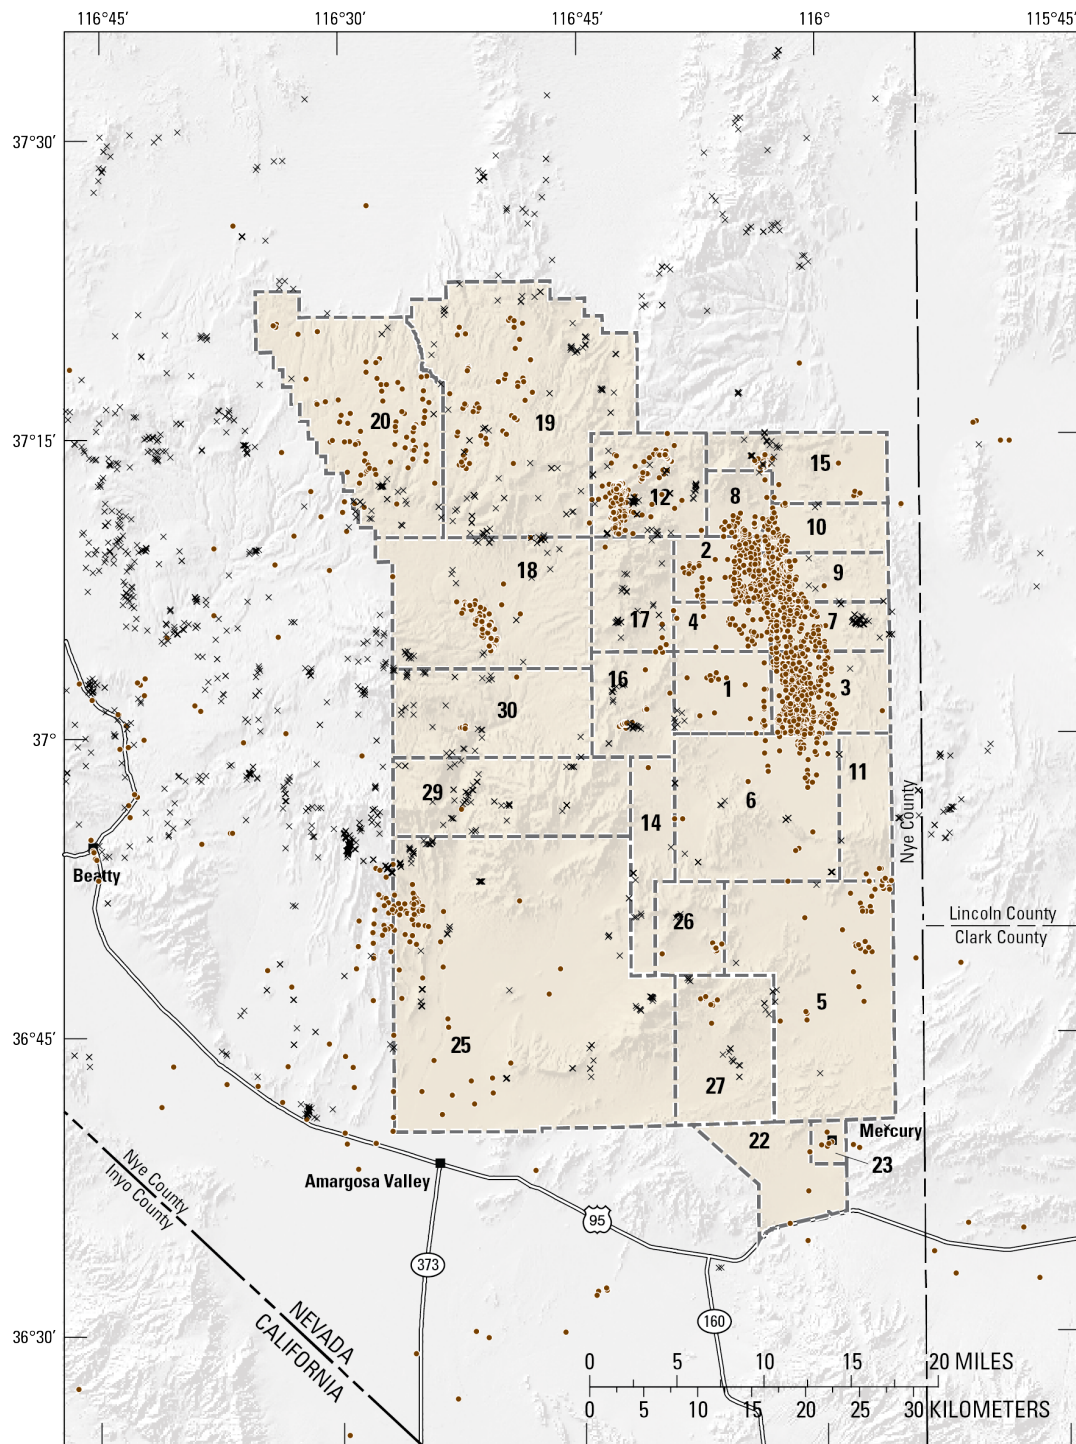 116°45′ 116°30′ 116°45′ 116° 115°45′
37°30′
37°15′
20
19
15
12
8
10
2
18
9
17
4
7
16
1
3
30
37°
11
29
6
14
Nye County
Beatty
26
Lincoln County
Clark County
5
36°45′
25
27
22
Mercury
23
Nye County
Inyo County
Amargosa Valley
95
373
160
NEVADA
CALIFORNIA
36°30′
0 5 10 15 20 MILES
0 5 10 15 20 25 30 KILOMETERS